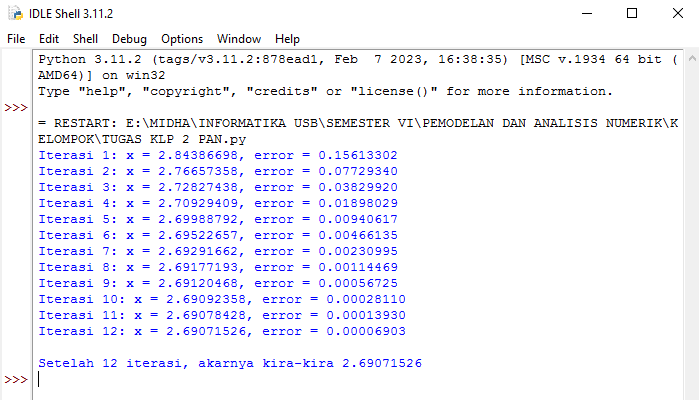 IDLE Shell 3.11.2
File Edit Shell Debug Options Window Help
Python 3.11.2 (tags/v3.11.2:878ead1, Feb  7 2023, 16:38:35) [MSC v.1934 64 bit (
AMD64)] on win32
Type "help", "copyright", "credits" or "license()" for more information.
>>>
= RESTART: E:\MIDHA\INFORMATIKA USB\SEMESTER VI\PEMODELAN DAN ANALISIS NUMERIK\K
ELOMPOK\TUGAS KLP 2 PAN.py
Iterasi 1: x = 2.84386698, error = 0.15613302
Iterasi 2: x = 2.76657358, error = 0.07729340
Iterasi 3: x = 2.72827438, error = 0.03829920
Iterasi 4: x = 2.70929409, error = 0.01898029
Iterasi 5: x = 2.69988792, error = 0.00940617
Iterasi 6: x = 2.69522657, error = 0.00466135
Iterasi 7: x = 2.69291662, error = 0.00230995
Iterasi 8: x = 2.69177193, error = 0.00114469
Iterasi 9: x = 2.69120468, error = 0.00056725
Iterasi 10: x = 2.69092358, error = 0.00028110
Iterasi 11: x = 2.69078428, error = 0.00013930
Iterasi 12: x = 2.69071526, error = 0.00006903
Setelah 12 iterasi, akarnya kira-kira 2.69071526
>>>